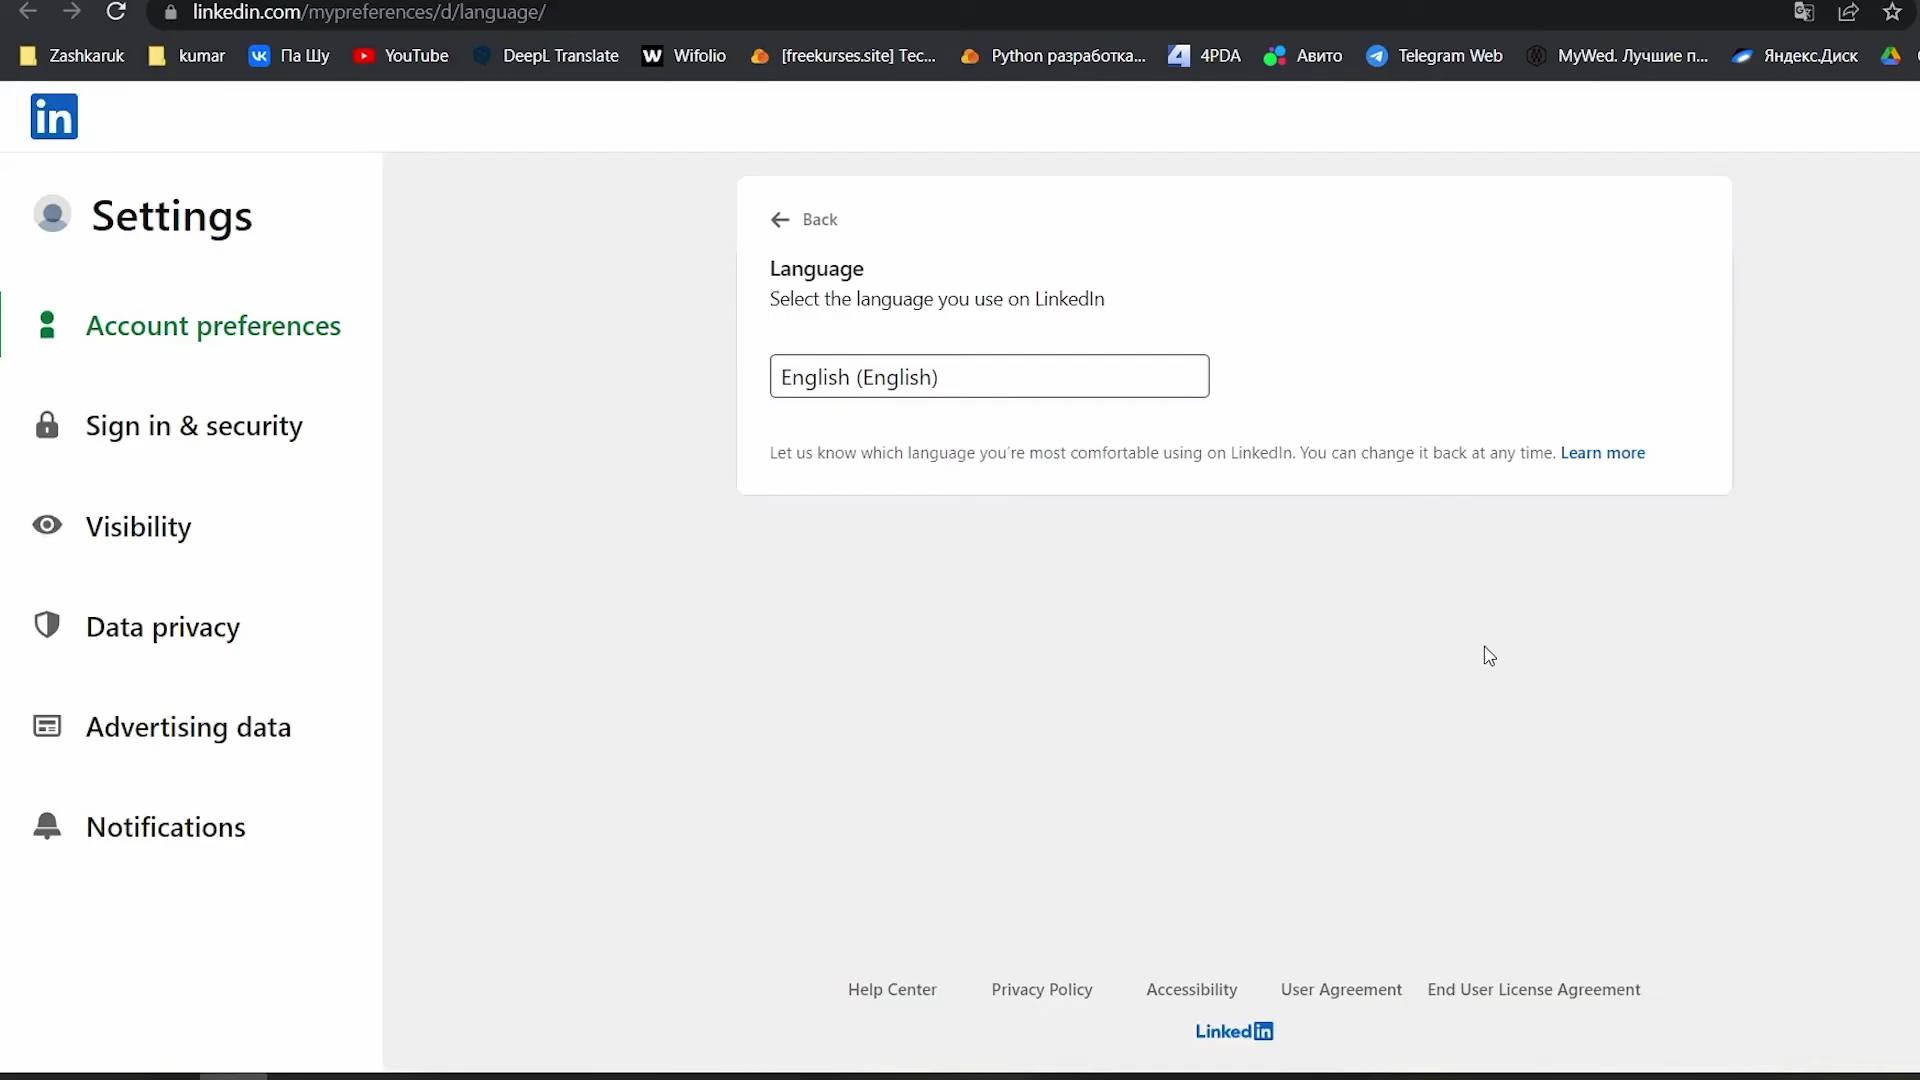 linkedin.com/mypreferences/d/language/
Zashkaruk kumar Па Шу YouTube DeepL Translate Wifolio [freekurses.site] Тес... Python разработка... 4PDA Авито Telegram Web MyWed. Лучшие п... Яндекс.Диск
in
Settings
Account preferences
Sign in & security
Visibility
Data privacy
Advertising data
Notifications
Back
Language
Select the language you use on LinkedIn
English (English)
Let us know which language you're most comfortable using on LinkedIn. You can change it back at any time. Learn more
Help Center Privacy Policy Accessibility User Agreement End User License Agreement
Linkedin